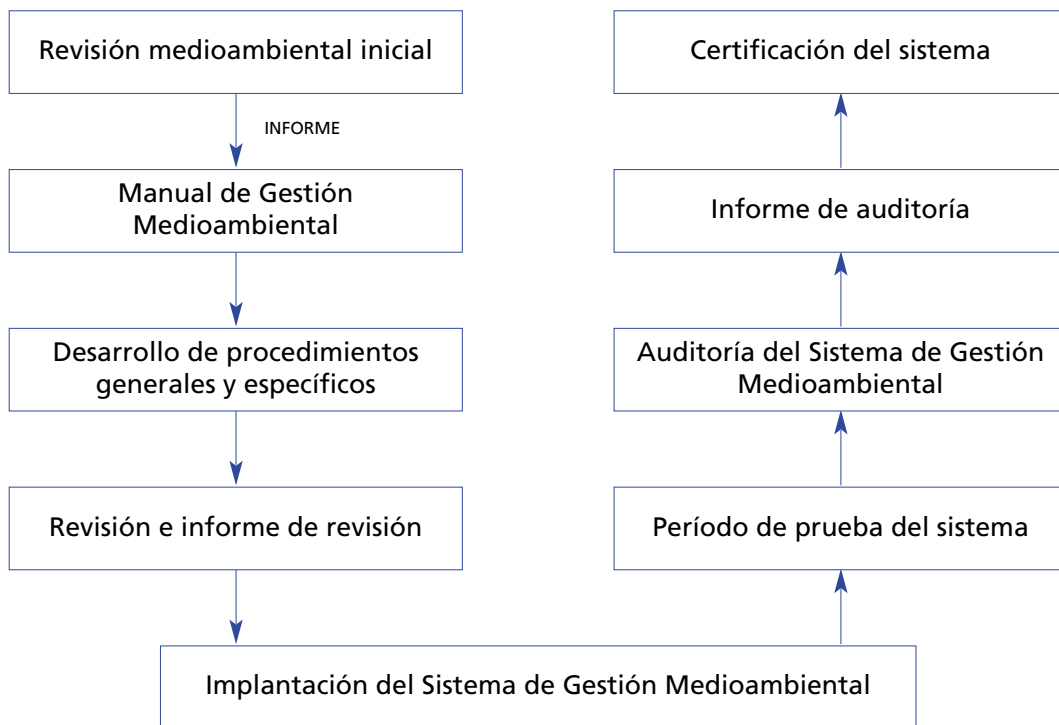 Revisión medioambiental inicial
INFORME
Manual de Gestión
Medioambiental
Desarrollo de procedimientos
generales y específicos
Revisión e informe de revisión
Implantación del Sistema de Gestión Medioambiental
Período de prueba del sistema
Auditoría del Sistema de Gestión
Medioambiental
Informe de auditoría
Certificación del sistema